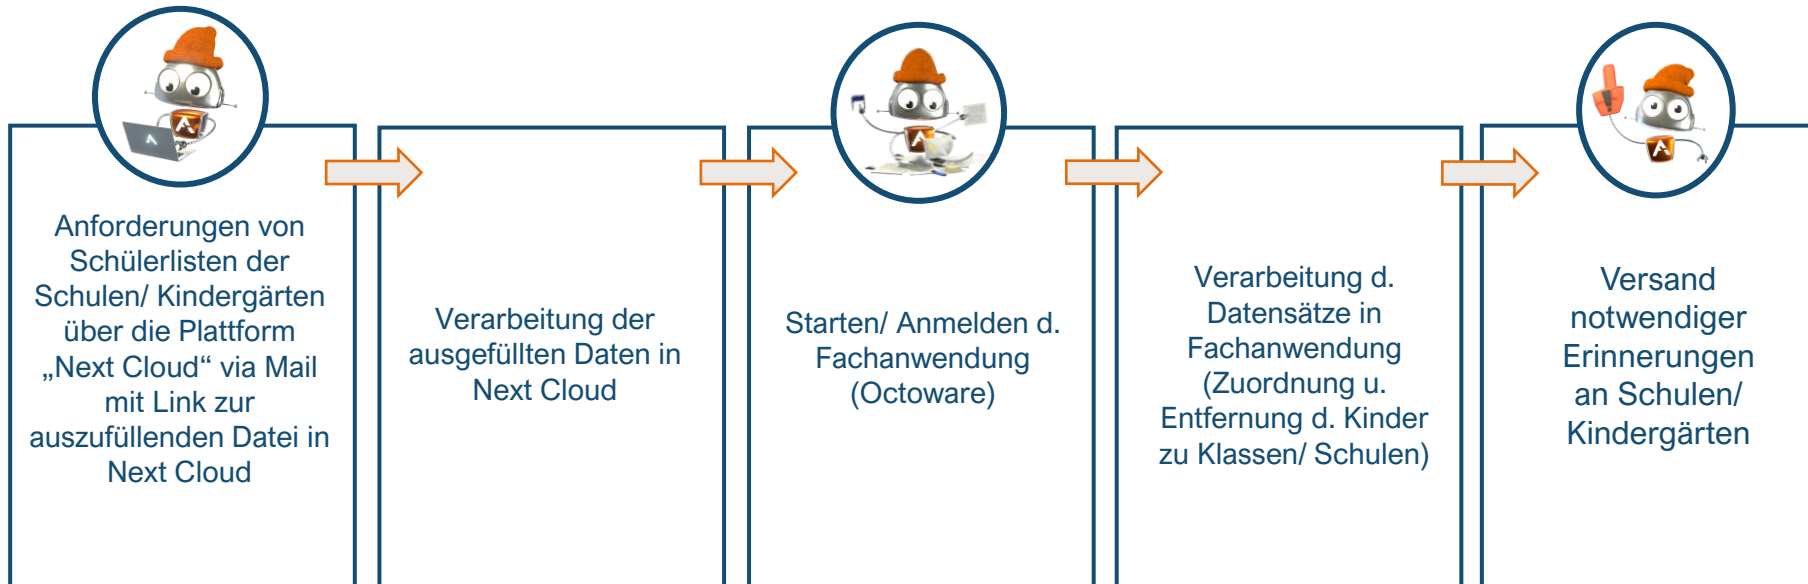 Anforderungen von
Schülerlisten der
Schulen/ Kindergärten
über die Plattform
„Next Cloud“ via Mail
mit Link zur
auszufüllenden Datei in
Next Cloud
Verarbeitung der
ausgefüllten Daten in
Next Cloud
Starten/ Anmelden d.
Fachanwendung
(Octoware)
Verarbeitung d.
Datensätze in
Fachanwendung
(Zuordnung u.
Entfernung d. Kinder
zu Klassen/ Schulen)
Versand
notwendiger
Erinnerungen
an Schulen/
Kindergärten